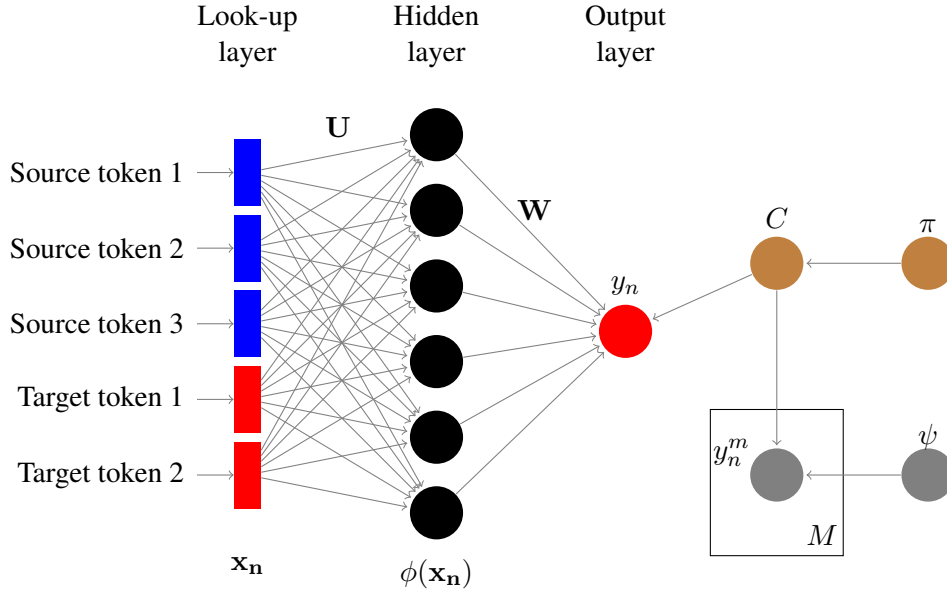 Look-up
layer
Hidden
layer
Output
layer
U
Source token 1
Source token 2
Source token 3
Target token 1
Target token 2
W
y_n
C
π
y_n^m
ψ
M
x_n
ϕ(x_n)